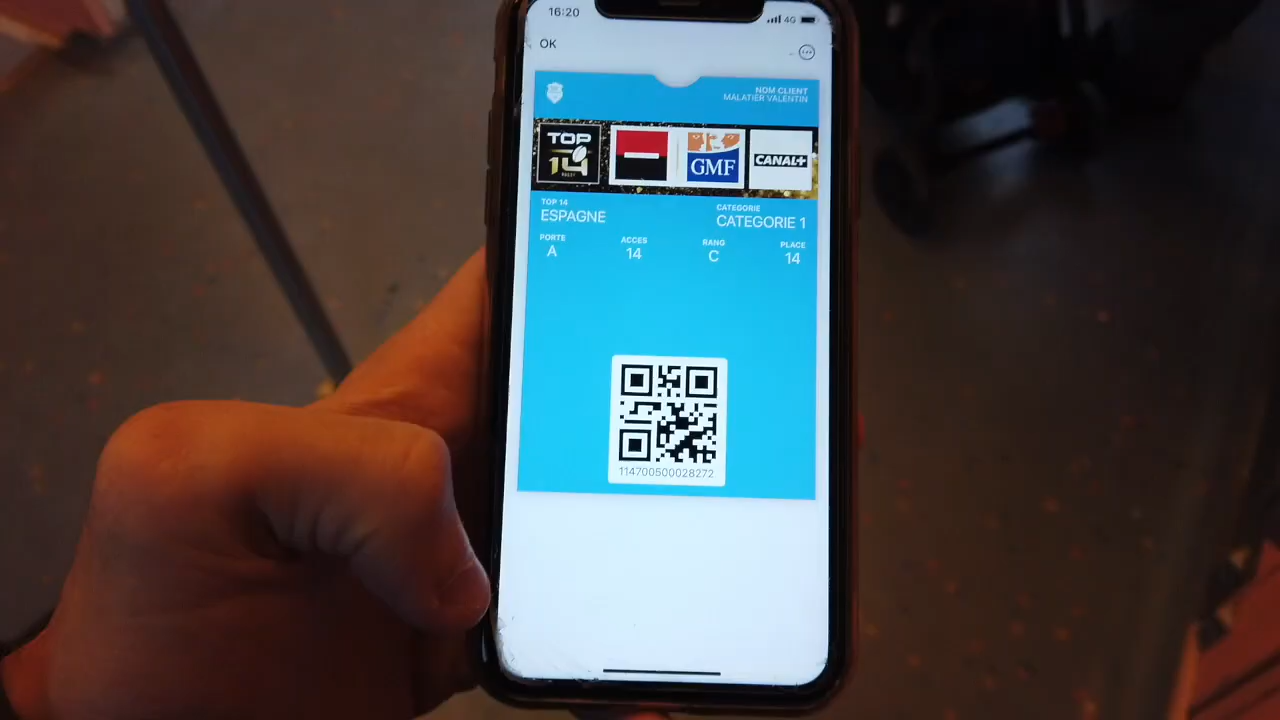 16:20 4G
OK
NOM CLIENT
MALATIER VALENTIN
TOP
14
GMF
CANAL+
TOP 14
ESPAGNE
CATEGORIE
CATEGORIE 1
PORTE ACCES RANG PLACE
A 14 C 14
114700500028272